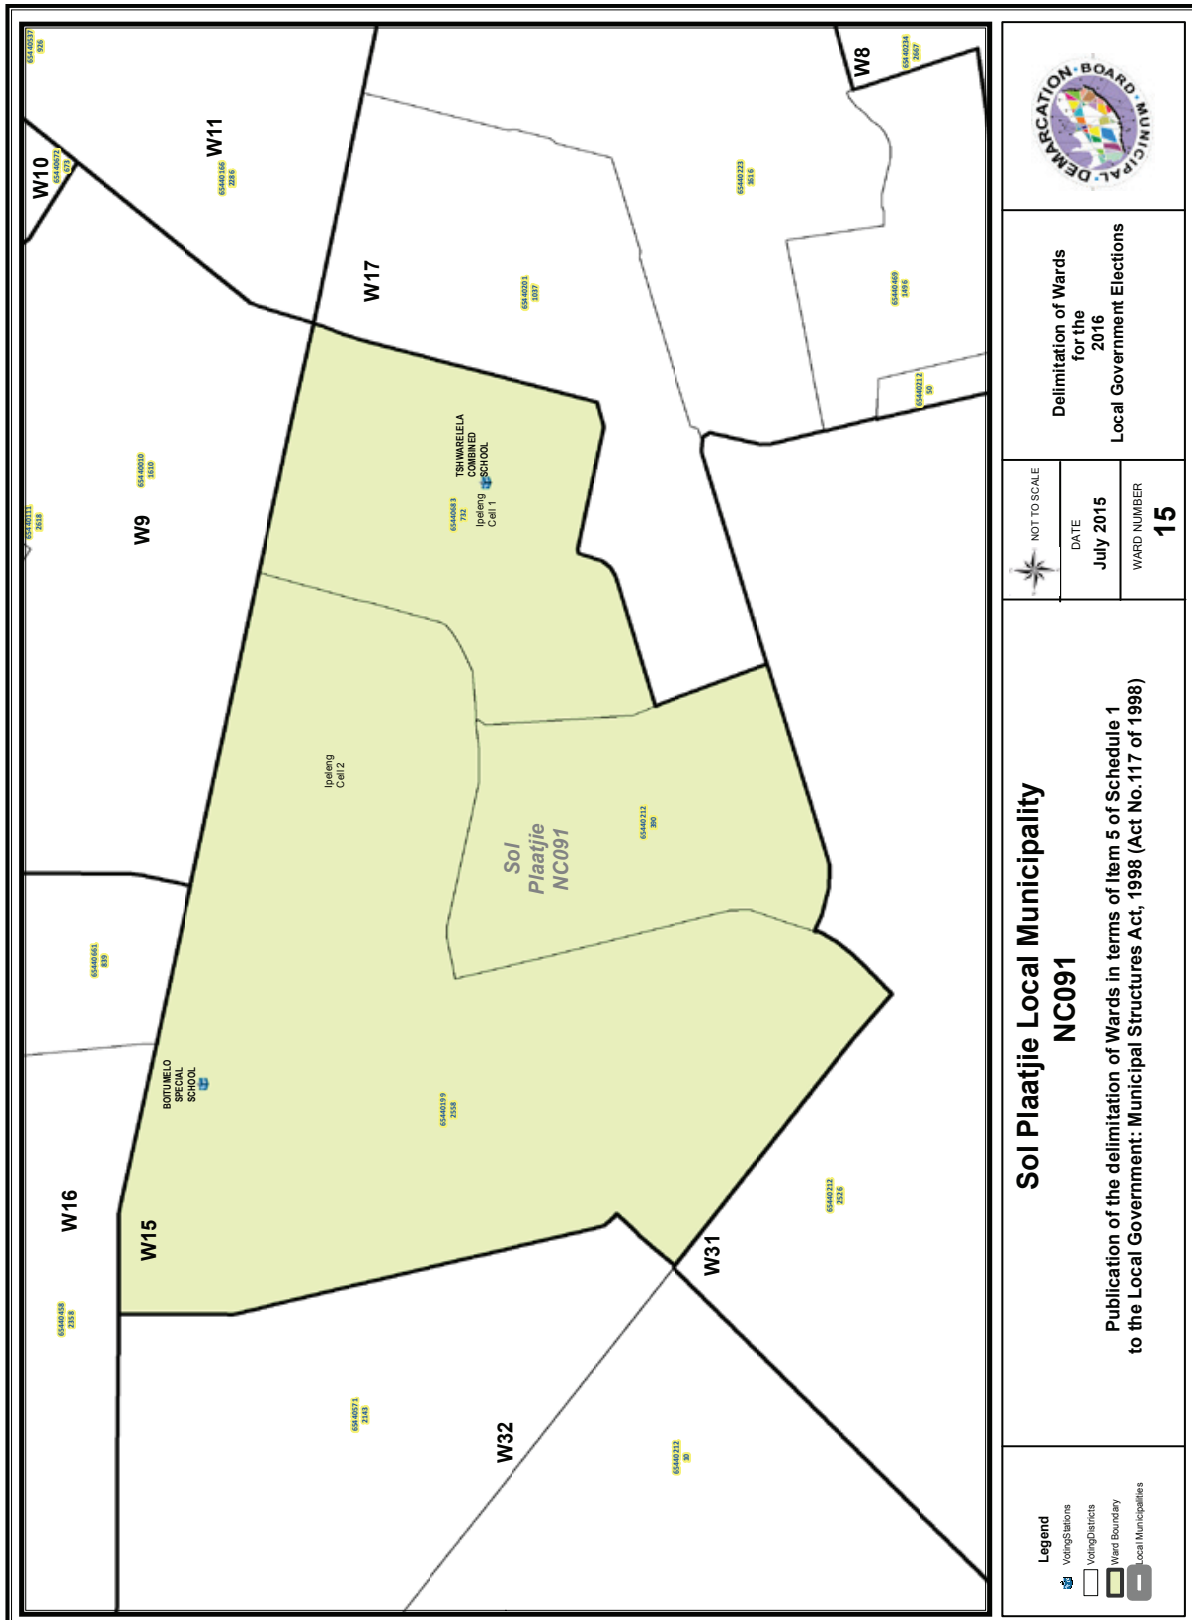 65440537
926
W10
65440672
673
W11
65440166
2286
W8
65440234
2667
W17
65440223
3616
65440201
1037
65440469
1496
65440212
50
65440111
2618
65440010
1610
W9
TSHWARELELA
COMBINED
SCHOOL
65440683
732
Ipeleng
Cell 1
Ipeleng
Cell 2
Sol
Plaatjie
NC091
65440212
390
65440661
839
BOITUMELO
SPECIAL
SCHOOL
65440199
2558
W16
W15
65440458
2358
W31
65440212
2526
65440571
2143
W32
65440212
30
Legend
VotingStations
VotingDistricts
Ward Boundary
Local Municipalities
Sol Plaatjie Local Municipality
NC091
Publication of the delimitation of Wards in terms of Item 5 of Schedule 1
to the Local Government: Municipal Structures Act, 1998 (Act No.117 of 1998)
NOT TO SCALE
DATE
July 2015
WARD NUMBER
15
Delimitation of Wards
for the
2016
Local Government Elections
MUNICIPAL · DEMARCATION · BOARD